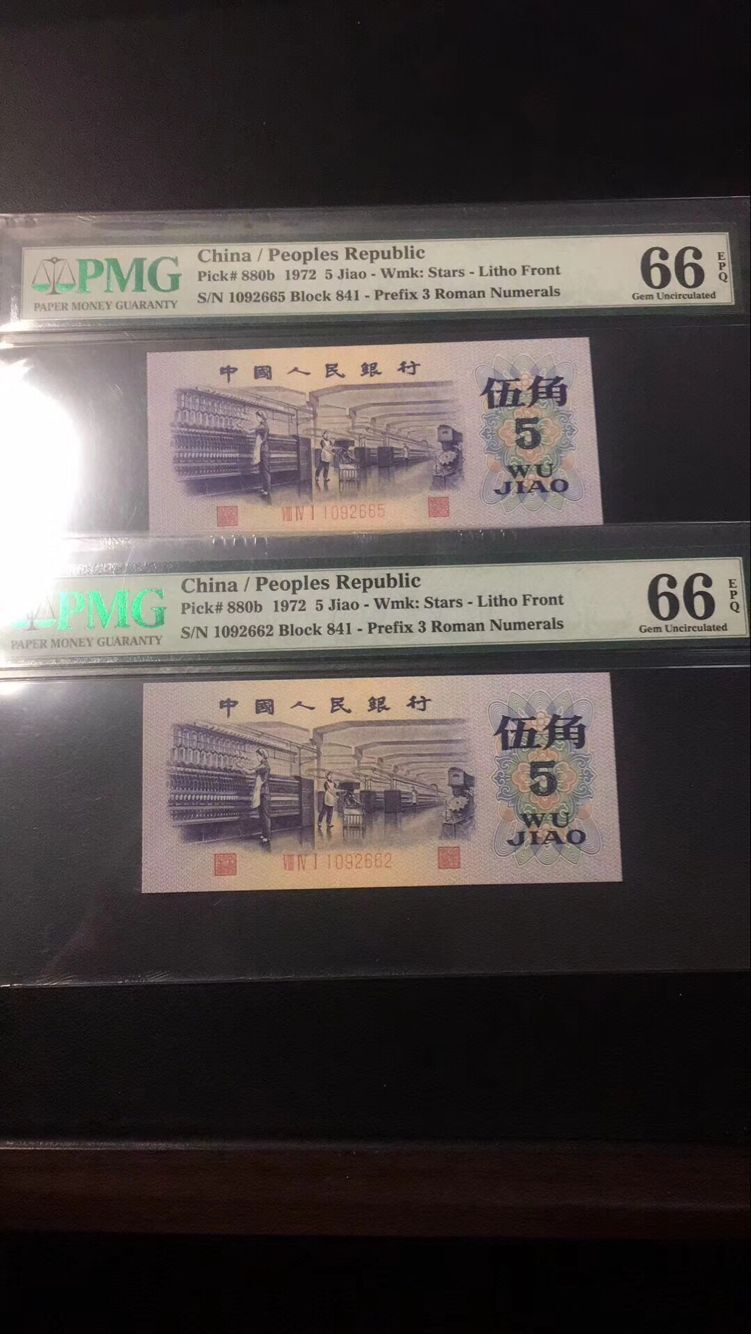 PMG
PAPER MONEY GUARANTY
China / Peoples Republic
Pick# 880b 1972 5 Jiao - Wmk: Stars - Litho Front
S/N 1092665 Block 841 - Prefix 3 Roman Numerals
66 EPQ
Gem Uncirculated
中國人民銀行
伍角
5
WU
JIAO
VIII IV I 1092665
PMG
PAPER MONEY GUARANTY
China / Peoples Republic
Pick# 880b 1972 5 Jiao - Wmk: Stars - Litho Front
S/N 1092662 Block 841 - Prefix 3 Roman Numerals
66 EPQ
Gem Uncirculated
中國人民銀行
伍角
5
WU
JIAO
VIII IV I 1092662